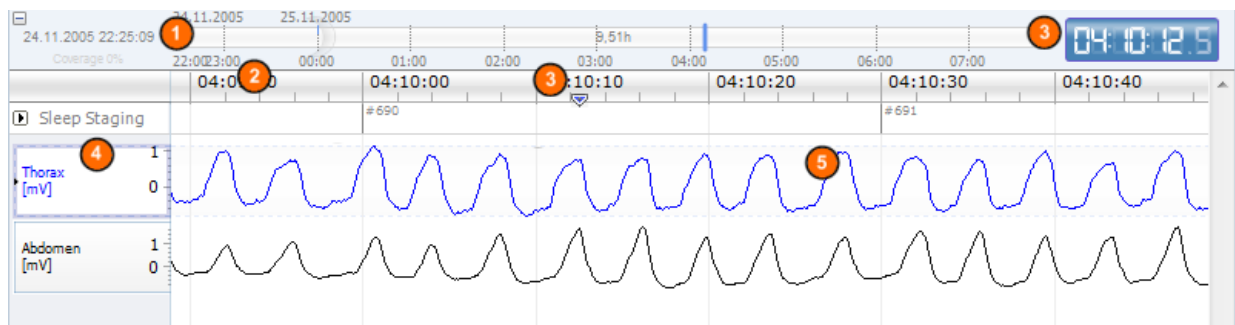 24.11.2005 25.11.2005
24.11.2005 22:25:09 1 9,51h 3 04:10:12.5
Coverage 0% 22:00 23:00 00:00 01:00 02:00 03:00 04:00 05:00 06:00 07:00
2 04:10:00 3 :10:10 04:10:20 04:10:30 04:10:40
Sleep Staging #690 #691
4 1 5
Thorax
[mV] 0
Abdomen 1
[mV] 0